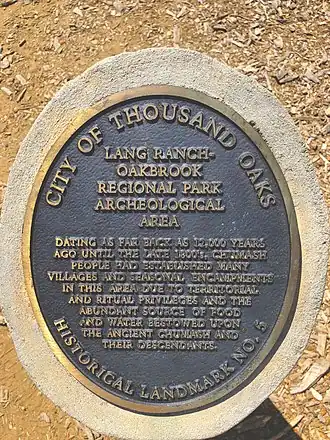 CITY OF THOUSAND OAKS
LANG RANCH-
OAKBROOK
REGIONAL PARK
ARCHEOLOGICAL
AREA
DATING AS FAR BACK AS 12,000 YEARS
AGO UNTIL THE LATE 1800'S, CHUMASH
PEOPLE HAD ESTABLISHED MANY
VILLAGES AND SEASONAL ENCAMPMENTS
IN THIS AREA DUE TO TERRITORIAL
AND RITUAL PRIVILEGES AND THE
ABUNDANT SOURCE OF FOOD
AND WATER BESTOWED UPON
THE ANCIENT CHUMASH AND
THEIR DESCENDANTS.
HISTORICAL LANDMARK NO. 5